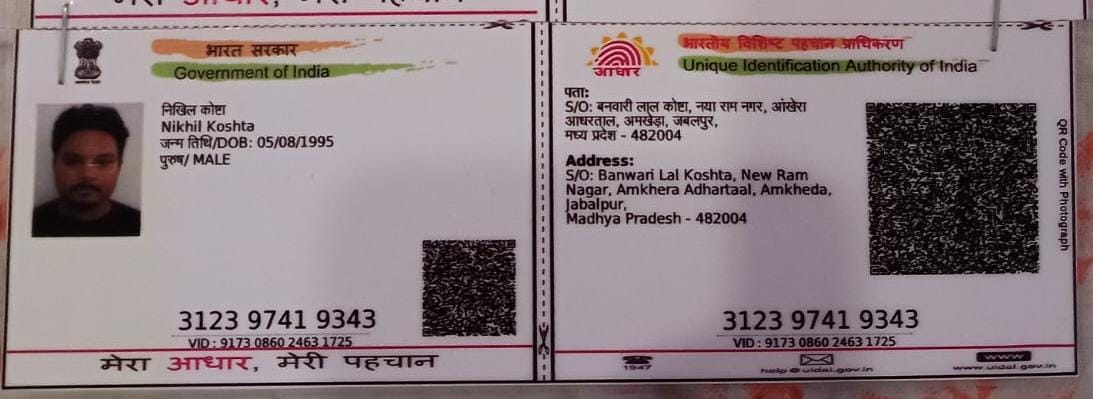 भारत सरकार
Government of India
निखिल कोष्टा
Nikhil Koshta
जन्म तिथि/DOB: 05/08/1995
पुरुष/ MALE
3123 9741 9343
VID : 9173 0860 2463 1725
मेरा आधार, मेरी पहचान
भारतीय विशिष्ट पहचान प्राधिकरण
Unique Identification Authority of India
आधार
पता:
S/O: बनवारी लाल कोष्टा, नया राम नगर, आंखेरा
आधरताल, अमखेड़ा, जबलपुर,
मध्य प्रदेश - 482004
Address:
S/O: Banwari Lal Koshta, New Ram
Nagar, Amkhera Adhartaal, Amkheda,
Jabalpur,
Madhya Pradesh - 482004
QR Code with Photograph
3123 9741 9343
VID : 9173 0860 2463 1725
1947
help@uidai.gov.in
www
www.uidai.gov.in